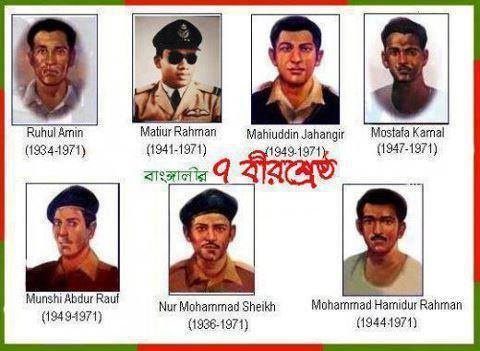 Ruhul Amin
(1934-1971)
Matiur Rahman
(1941-1971)
Mahiuddin Jahangir
(1949-1971)
Mostafa Kamal
(1947-1971)
বাংগালীর ৭ বীরশ্রেষ্ঠ
Munshi Abdur Rauf
(1949-1971)
Nur Mohammad Sheikh
(1936-1971)
Mohammad Hamidur Rahman
(1944-1971)